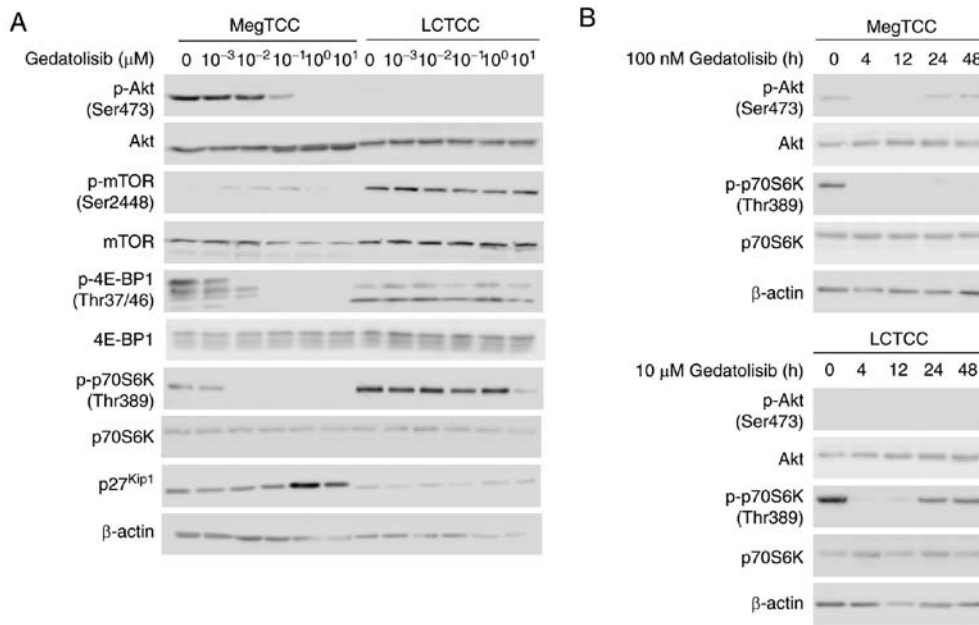 A
MegTCC LCTCC
Gedatolisib (μM) 0 10⁻³ 10⁻² 10⁻¹ 10⁰ 10¹ 0 10⁻³ 10⁻² 10⁻¹ 10⁰ 10¹
p-Akt
(Ser473)
Akt
p-mTOR
(Ser2448)
mTOR
p-4E-BP1
(Thr37/46)
4E-BP1
p-p70S6K
(Thr389)
p70S6K
p27ᴷⁱᵖ¹
β-actin
B
MegTCC
100 nM Gedatolisib (h) 0 4 12 24 48
p-Akt
(Ser473)
Akt
p-p70S6K
(Thr389)
p70S6K
β-actin
LCTCC
10 μM Gedatolisib (h) 0 4 12 24 48
p-Akt
(Ser473)
Akt
p-p70S6K
(Thr389)
p70S6K
β-actin